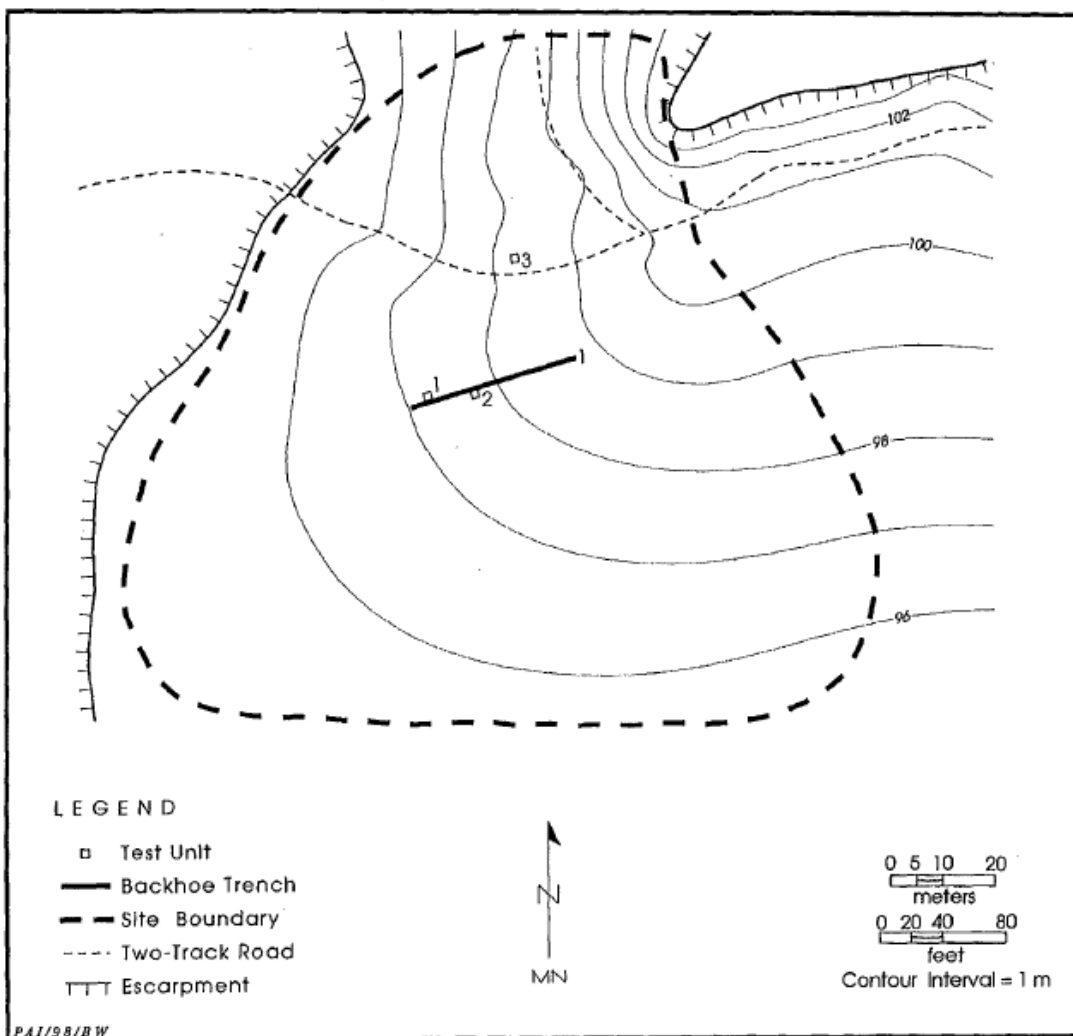 102
100
3
1
1
2
98
96
LEGEND
Test Unit
Backhoe Trench
Site Boundary
Two-Track Road
Escarpment
N
MN
0 5 10 20
meters
0 20 40 80
feet
Contour Interval = 1 m
PAI/98/BW